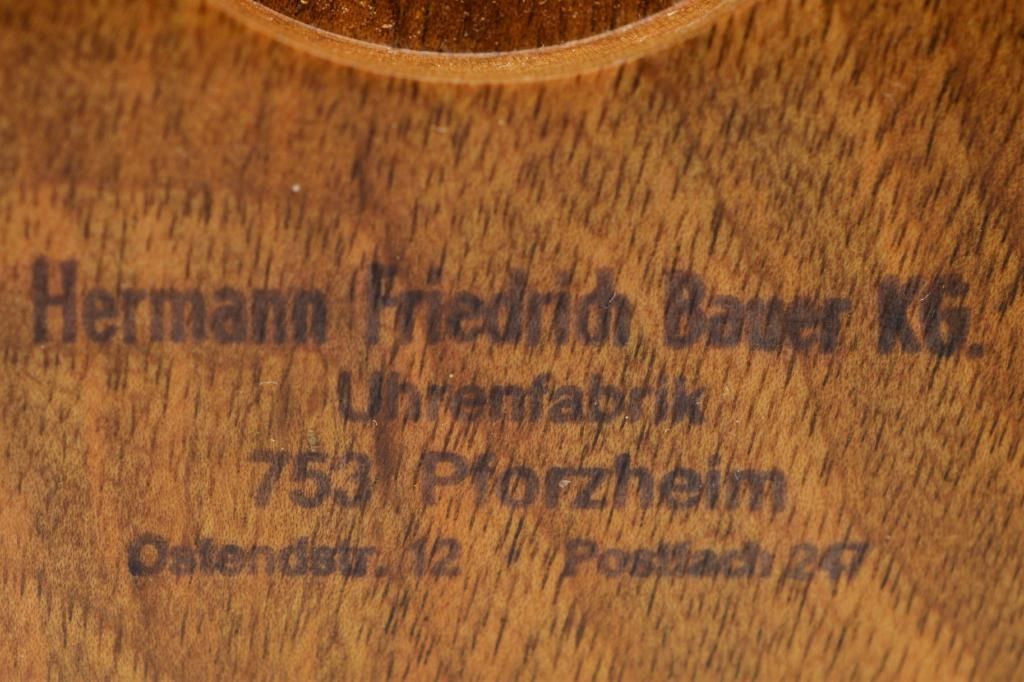 Hermann Friedrich Bauer KG.
Uhrenfabrik
753 Pforzheim
Ostendstr. 12 · Postfach 247